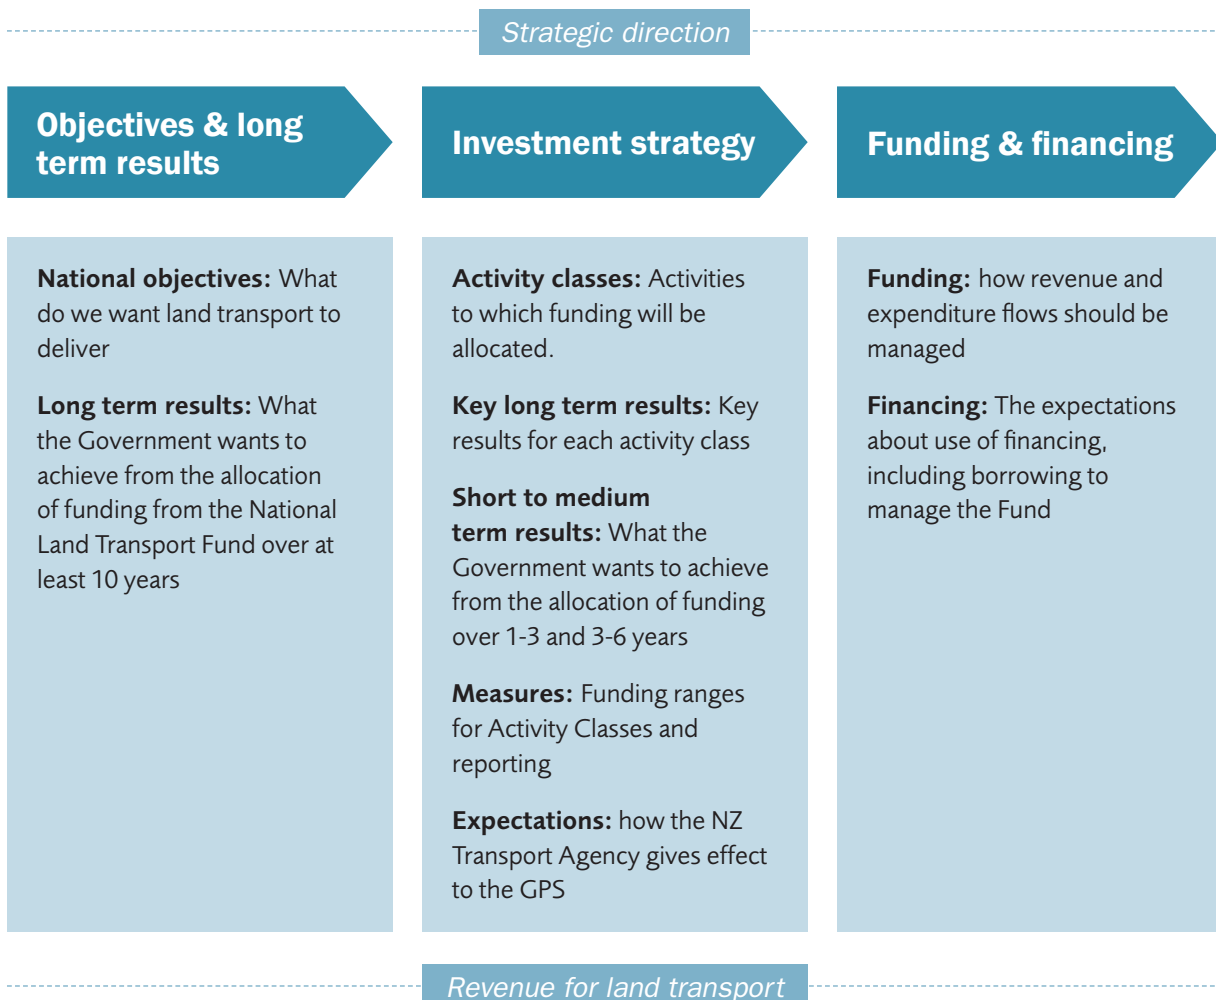 Strategic direction
Objectives & long
term results
National objectives: What
do we want land transport to
deliver
Long term results: What
the Government wants to
achieve from the allocation
of funding from the National
Land Transport Fund over at
least 10 years
Investment strategy
Activity classes: Activities
to which funding will be
allocated.
Key long term results: Key
results for each activity class
Short to medium
term results: What the
Government wants to achieve
from the allocation of funding
over 1-3 and 3-6 years
Measures: Funding ranges
for Activity Classes and
reporting
Expectations: how the NZ
Transport Agency gives effect
to the GPS
Funding & financing
Funding: how revenue and
expenditure flows should be
managed
Financing: The expectations
about use of financing,
including borrowing to
manage the Fund
Revenue for land transport